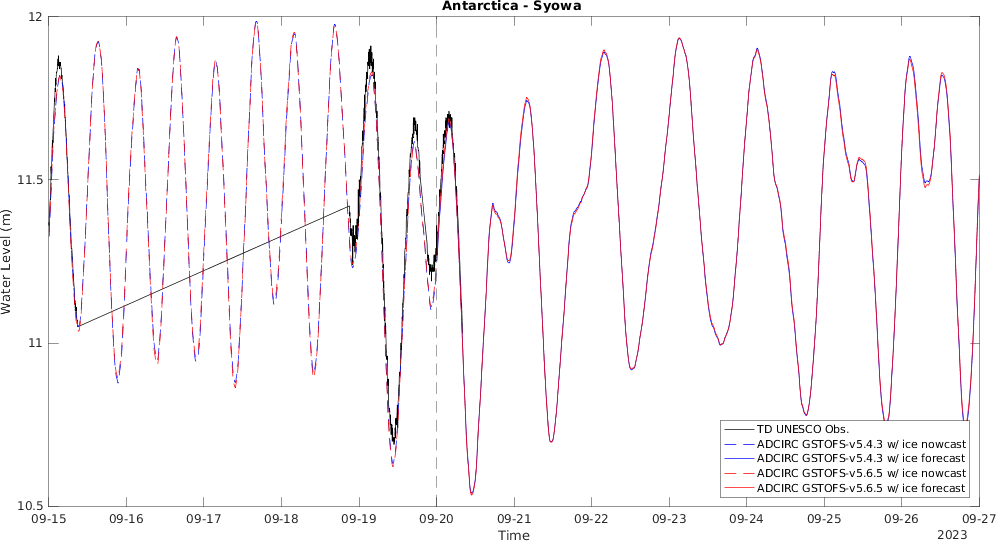 Antarctica - Syowa
12
11.5
11
10.5
Water Level (m)
09-15 09-16 09-17 09-18 09-19 09-20 09-21 09-22 09-23 09-24 09-25 09-26 09-27
Time
2023
TD UNESCO Obs.
ADCIRC GSTOFS-v5.4.3 w/ ice nowcast
ADCIRC GSTOFS-v5.4.3 w/ ice forecast
ADCIRC GSTOFS-v5.6.5 w/ ice nowcast
ADCIRC GSTOFS-v5.6.5 w/ ice forecast